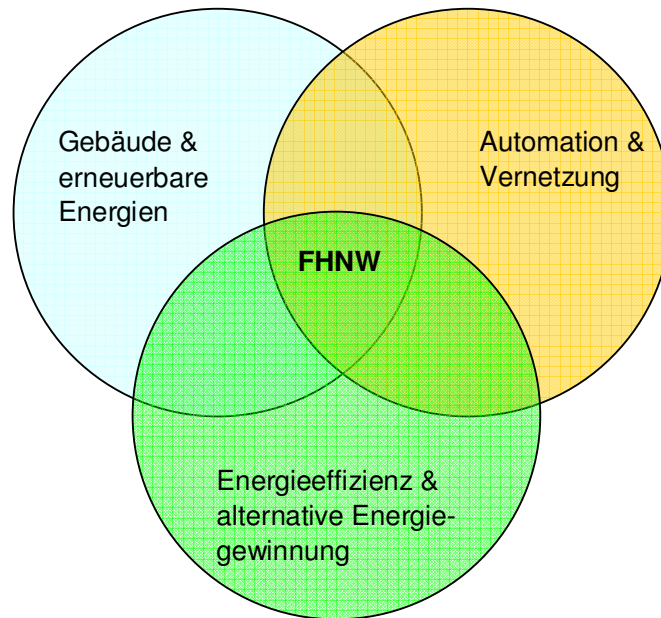 Gebäude &
erneuerbare
Energien
Automation &
Vernetzung
FHNW
Energieeffizienz &
alternative Energie-
gewinnung